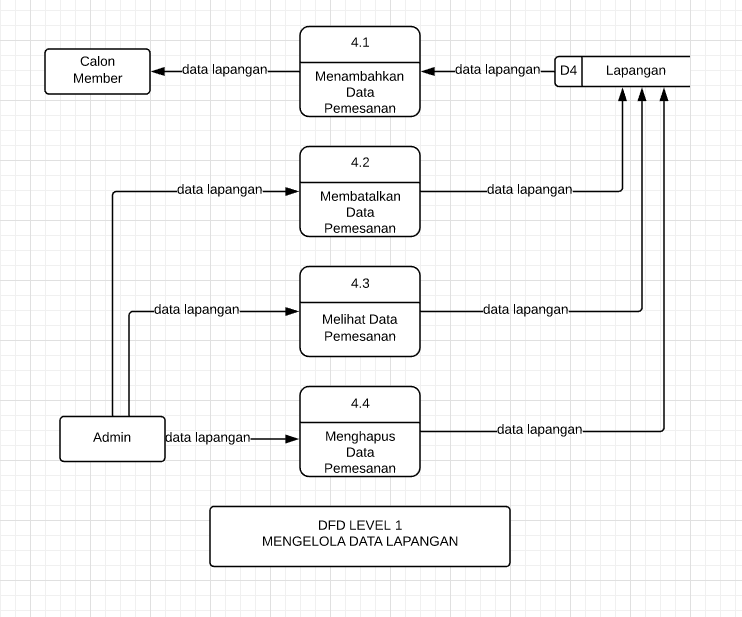 4.1
Calon
Member
data lapangan
data lapangan
D4
Lapangan
Menambahkan
Data
Pemesanan
4.2
data lapangan
Membatalkan
Data
Pemesanan
data lapangan
4.3
data lapangan
Melihat Data
Pemesanan
data lapangan
4.4
Admin
data lapangan
Menghapus
Data
Pemesanan
data lapangan
DFD LEVEL 1
MENGELOLA DATA LAPANGAN